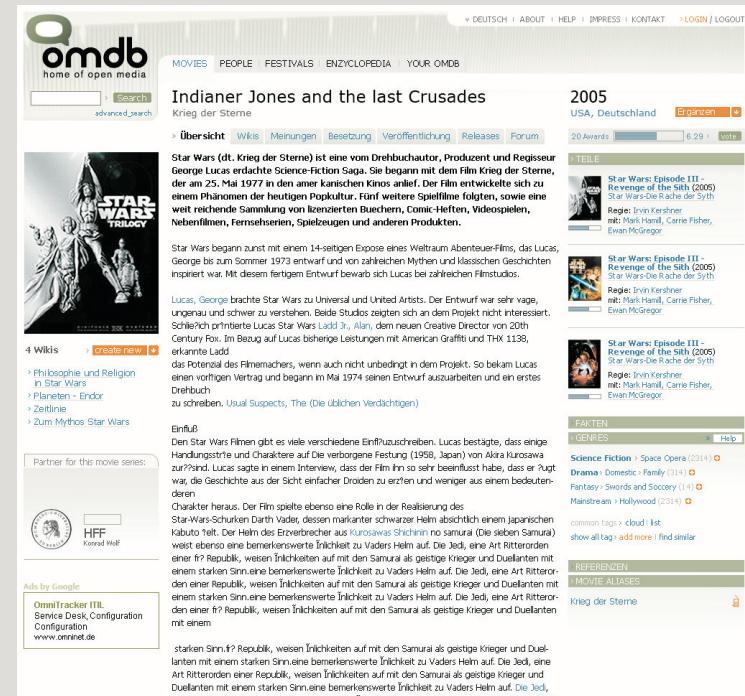 DEUTSCH | ABOUT | HELP | IMPRESS | KONTAKT > LOGIN / LOGOUT
omdb
home of open media
MOVIES | PEOPLE | FESTIVALS | ENZYCLOPEDIA | YOUR OMDB
> Search
advanced_search
Indianer Jones and the last Crusades
Krieg der Sterne
2005
USA, Deutschland
Ergänzen
> Übersicht Wikis Meinungen Besetzung Veröffentlichung Releases Forum
20 Awards 6.29 > vote
STAR WARS
TRILOGY
4 Wikis > create new
> Philosophie und Religion
in Star Wars
> Planeten - Endor
> Zeitlinie
> Zum Mythos Star Wars
Partner for this movie series:
HFF
Konrad Wolf
Ads by Google
OmniTracker ITIL
Service Desk, Configuration
Configuration
www.omninet.de
Star Wars (dt. Krieg der Sterne) ist eine vom Drehbuchautor, Produzent und Regisseur
George Lucas erdachte Science-Fiction Saga. Sie begann mit dem Film Krieg der Sterne,
der am 25. Mai 1977 in den amer kanischen Kinos anlief. Der Film entwickelte sich zu
einem Phänomen der heutigen Popkultur. Fünf weitere Spielfilme folgten, sowie eine
weit reichende Sammlung von lizenzierten Buechern, Comic-Heften, Videospielen,
Nebenfilmen, Fernsehserien, Spielzeugen und anderen Produkten.
Star Wars begann zunst mit einem 14-seitigen Expose eines Weltraum Abenteuer-Films, das Lucas,
George bis zum Sommer 1973 entwarf und von zahlreichen Mythen und klassischen Geschichten
inspiriert war. Mit diesem fertigem Entwurf bewarb sich Lucas bei zahlreichen Filmstudios.
Lucas, George brachte Star Wars zu Universal und United Artists. Der Entwurf war sehr vage,
ungenau und schwer zu verstehen. Beide Studios zeigten sich an dem Projekt nicht interessiert.
Schlie?ich pr?ntierte Lucas Star Wars Ladd Jr., Alan, dem neuen Creative Director von 20th
Century Fox. Im Bezug auf Lucas bisherige Leistungen mit American Graffiti und THX 1138,
erkannte Ladd
das Potenzial des Filmemachers, wenn auch nicht unbedingt in dem Projekt. So bekam Lucas
einen vorl?igen Vertrag und begann im Mai 1974 seinen Entwurf auszuarbeiten und ein erstes
Drehbuch
zu schreiben. Usual Suspects, The (Die üblichen Verdächtigen)
Einfluß
Den Star Wars Filmen gibt es viele verschiedene Einfl?uzuschreiben. Lucas bestägte, dass einige
Handlungsstr?e und Charaktere auf Die verborgene Festung (1958, Japan) von Akira Kurosawa
zur??sind. Lucas sagte in einem Interview, dass der Film ihn so sehr beeinflusst habe, dass er ?ugt
war, die Geschichte aus der Sicht einfacher Droiden zu erz?en und weniger aus einem bedeuten-
deren
Charakter heraus. Der Film spielte ebenso eine Rolle in der Realisierung des
Star-Wars-Schurken Darth Vader, dessen markanter schwarzer Helm absichtlich einem japanischen
Kabuto ?elt. Der Helm des Erzverbrecher aus Kurosawas Shichinin no samurai (Die sieben Samurai)
weist ebenso eine bemerkenswerte Ïnlichkeit zu Vaders Helm auf. Die Jedi, eine Art Ritterorden
einer fr? Republik, weisen Ïnlichkeiten auf mit den Samurai als geistige Krieger und Duellanten mit
einem starken Sinn.eine bemerkenswerte Ïnlichkeit zu Vaders Helm auf. Die Jedi, eine Art Ritteror-
den einer fr? Republik, weisen Ïnlichkeiten auf mit den Samurai als geistige Krieger und Duellanten mit
einem starken Sinn.eine bemerkenswerte Ïnlichkeit zu Vaders Helm auf. Die Jedi, eine Art Ritteror-
den einer fr? Republik, weisen Ïnlichkeiten auf mit den Samurai als geistige Krieger und Duellanten
mit einem
starken Sinn.fr? Republik, weisen Ïnlichkeiten auf mit den Samurai als geistige Krieger und Duel-
lanten mit einem starken Sinn.eine bemerkenswerte Ïnlichkeit zu Vaders Helm auf. Die Jedi, eine
Art Ritterorden einer Republik, weisen Ïnlichkeiten auf mit den Samurai als geistige Krieger und
Duellanten mit einem starken Sinn.eine bemerkenswerte Ïnlichkeit zu Vaders Helm auf. Die Jedi,
> TEILE
Star Wars: Episode III -
Revenge of the Sith (2005)
Star Wars-Die Rache der Syth
Regie: Irvin Kershner
mit: Mark Hamill, Carrie Fisher,
Ewan McGregor
Star Wars: Episode III -
Revenge of the Sith (2005)
Star Wars-Die Rache der Syth
Regie: Irvin Kershner
mit: Mark Hamill, Carrie Fisher,
Ewan McGregor
Star Wars: Episode III -
Revenge of the Sith (2005)
Star Wars-Die Rache der Syth
Regie: Irvin Kershner
mit: Mark Hamill, Carrie Fisher,
Ewan McGregor
> FAKTEN
> GENRES » Help
Science Fiction > Space Opera (2314)
Drama > Domestic > Family (314)
Fantasy > Swords and Soccery (14)
Mainstream > Hollywood (2314)
common tags > cloud | list
show all tag > add more | find similar
> REFERENZEN
> MOVIE ALIASES
Krieg der Sterne